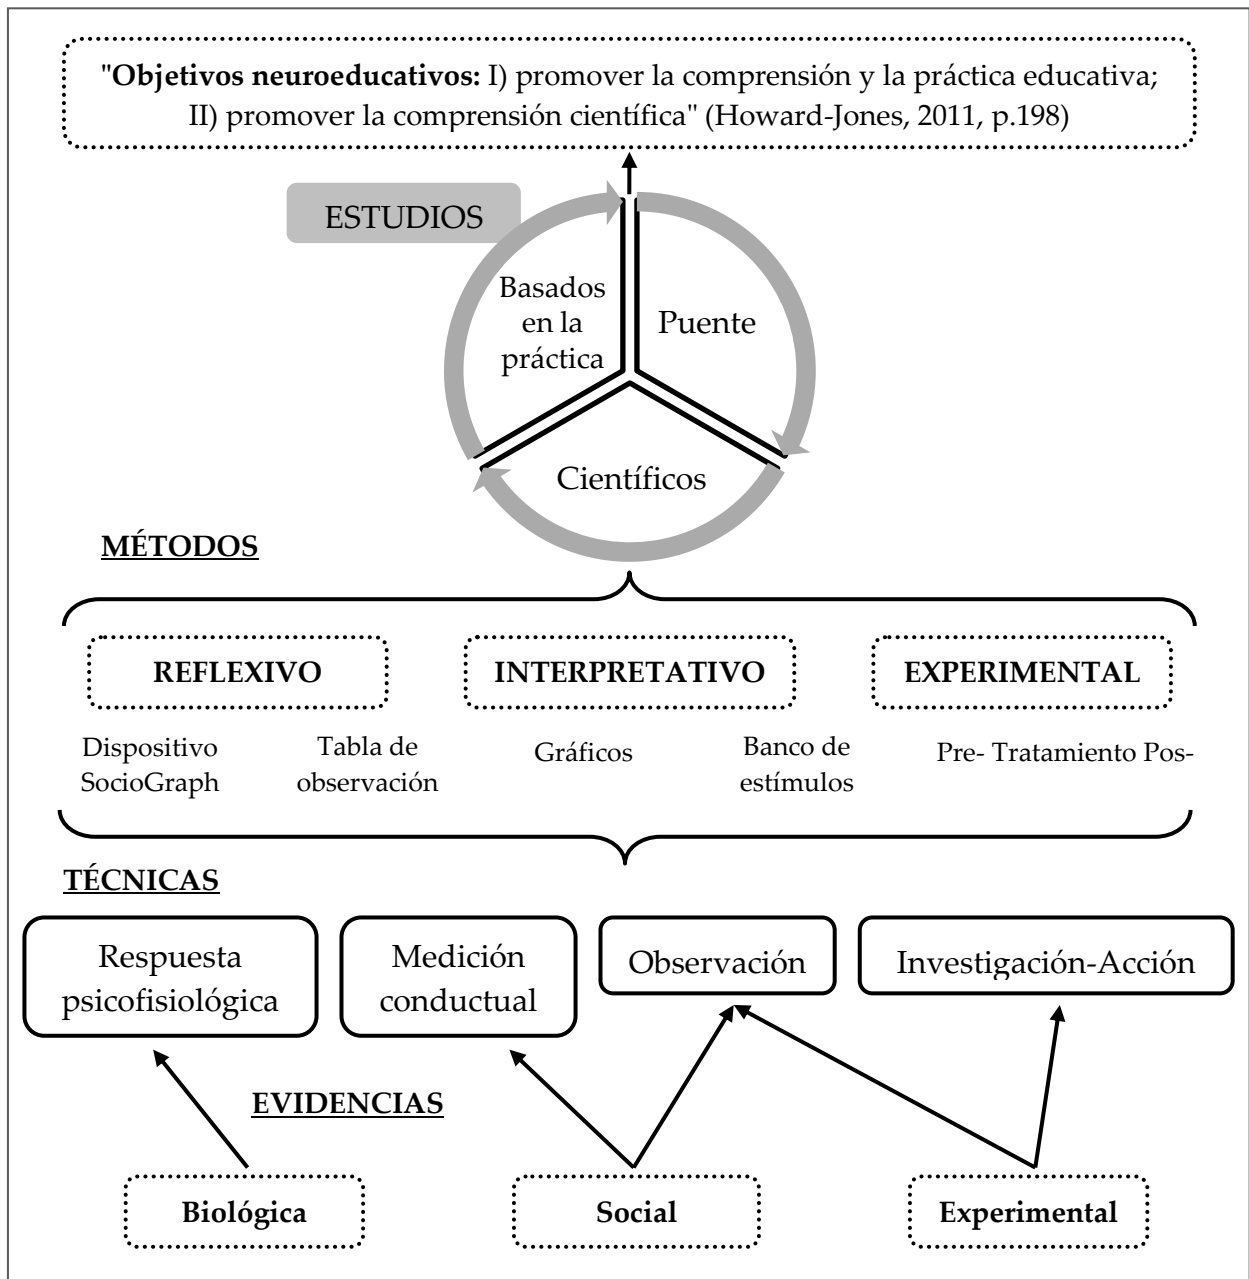 "Objetivos neuroeducativos: I) promover la comprensión y la práctica educativa;
II) promover la comprensión científica" (Howard-Jones, 2011, p.198)
ESTUDIOS
Basados
en la
práctica
Puente
Científicos
MÉTODOS
REFLEXIVO
INTERPRETATIVO
EXPERIMENTAL
Dispositivo
SocioGraph
Tabla de
observación
Gráficos
Banco de
estímulos
Pre- Tratamiento Pos-
TÉCNICAS
Respuesta
psicofisiológica
Medición
conductual
Observación
Investigación-Acción
EVIDENCIAS
Biológica
Social
Experimental